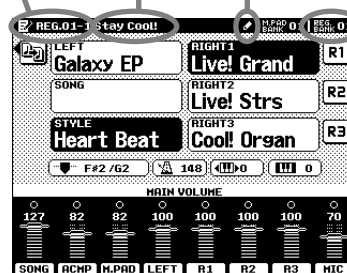 REG.01-1 Stay Cool! M.PAD BANK 01 REG. BANK 0
LEFT
Galaxy EP
RIGHT1
Live! Grand
R1
SONG
RIGHT2
Live! Strs
R2
STYLE
Heart Beat
RIGHT3
Cool! Organ
R3
F#2 /G2 148 0 0
MAIN VOLUME
127 82 82 100 100 100 100 70
SONG ACMP M.PAD LEFT R1 R2 R3 MIC